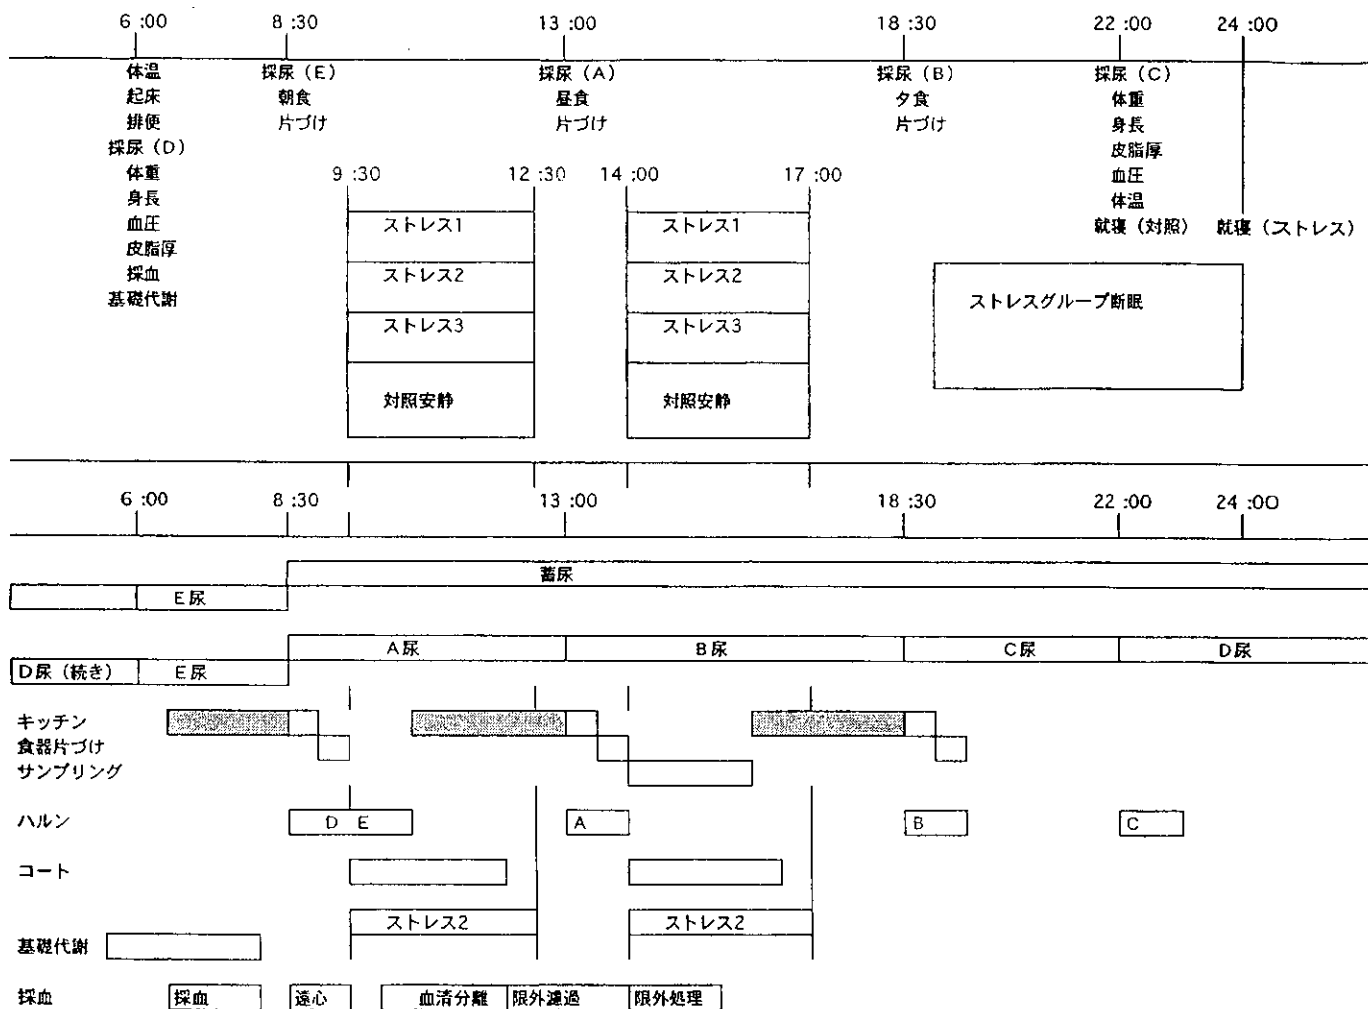 6:00 8:30 13:00 18:30 22:00 24:00
体温 採尿（E） 採尿（A） 採尿（B） 採尿（C）
起床 朝食 昼食 夕食 体重
排便 片づけ 片づけ 片づけ 身長
採尿（D） 皮脂厚
体重 9:30 12:30 14:00 17:00 血圧
身長 体温
血圧 ストレス1 ストレス1 就寝（対照） 就寝（ストレス）
皮脂厚
採血 ストレス2 ストレス2
基礎代謝 ストレスグループ断眠
ストレス3 ストレス3
対照安静 対照安静
6:00 8:30 13:00 18:30 22:00 24:00
蓄尿
E尿
A尿 B尿 C尿 D尿
D尿（続き） E尿
キッチン
食器片づけ
サンプリング
ハルン D E A B C
コート
ストレス2 ストレス2
基礎代謝
採血 採血 遠心 血清分離 限外濾過 限外処理